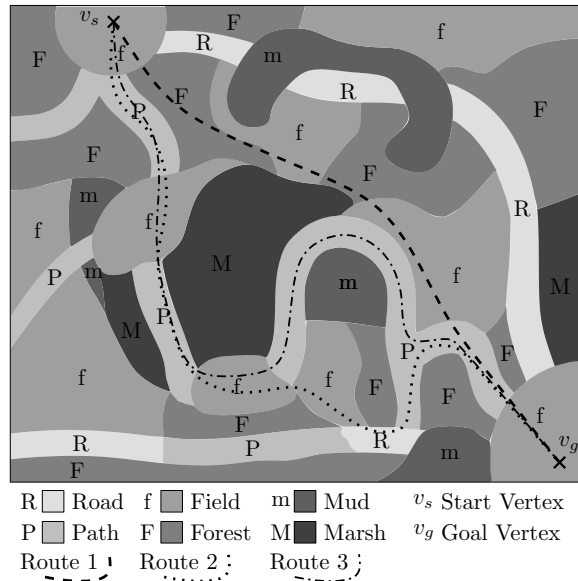 v_s
f
F
f
R
m
F
R
F
P
f
F
F
m
f
f
R
f
P
m
M
m
M
M
P
P
f
f
F
F
f
F
f
F
R
P
R
m
v_g
F
R Road f Field m Mud v_s Start Vertex
P Path F Forest M Marsh v_g Goal Vertex
Route 1 Route 2 Route 3